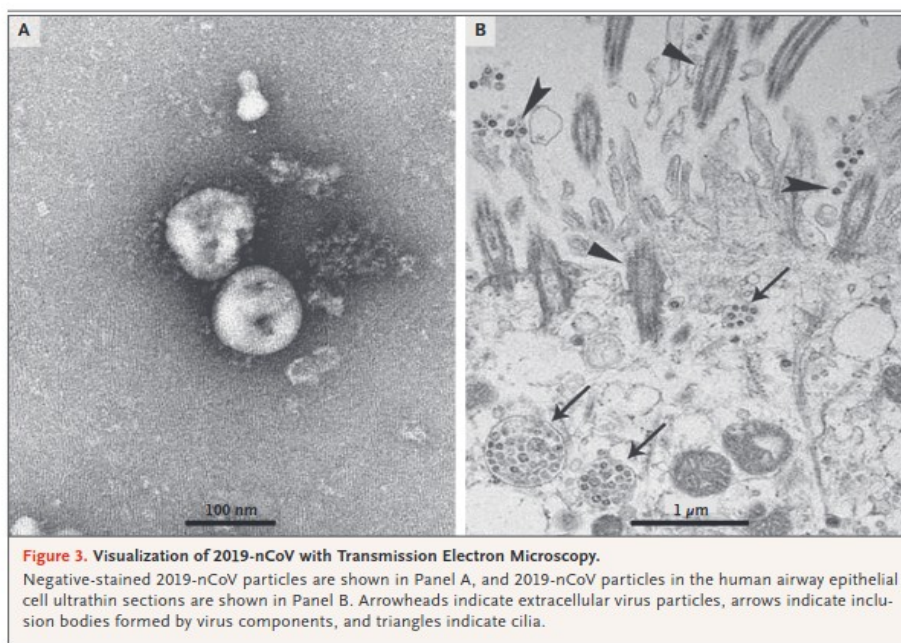 A
B
100 nm
1 µm
Figure 3. Visualization of 2019-nCoV with Transmission Electron Microscopy.
Negative-stained 2019-nCoV particles are shown in Panel A, and 2019-nCoV particles in the human airway epithelial
cell ultrathin sections are shown in Panel B. Arrowheads indicate extracellular virus particles, arrows indicate inclu-
sion bodies formed by virus components, and triangles indicate cilia.